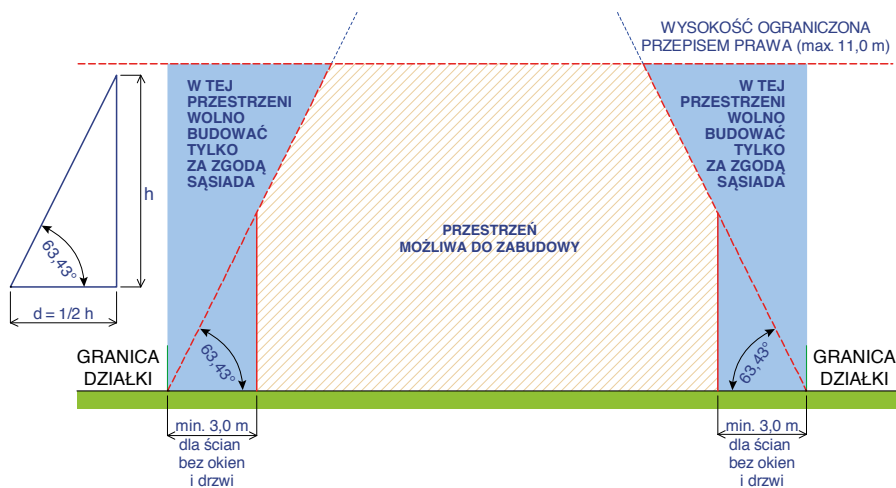 WYSOKOŚĆ OGRANICZONA
PRZEPISEM PRAWA (max. 11,0 m)
W TEJ
PRZESTRZENI
WOLNO
BUDOWAĆ
TYLKO
ZA ZGODĄ
SĄSIADA
W TEJ
PRZESTRZENI
WOLNO
BUDOWAĆ
TYLKO
ZA ZGODĄ
SĄSIADA
h
63,43°
d = 1/2 h
PRZESTRZEŃ
MOŻLIWA DO ZABUDOWY
GRANICA
DZIAŁKI
63,43°
63,43°
GRANICA
DZIAŁKI
min. 3,0 m
dla ścian
bez okien
i drzwi
min. 3,0 m
dla ścian
bez okien
i drzwi